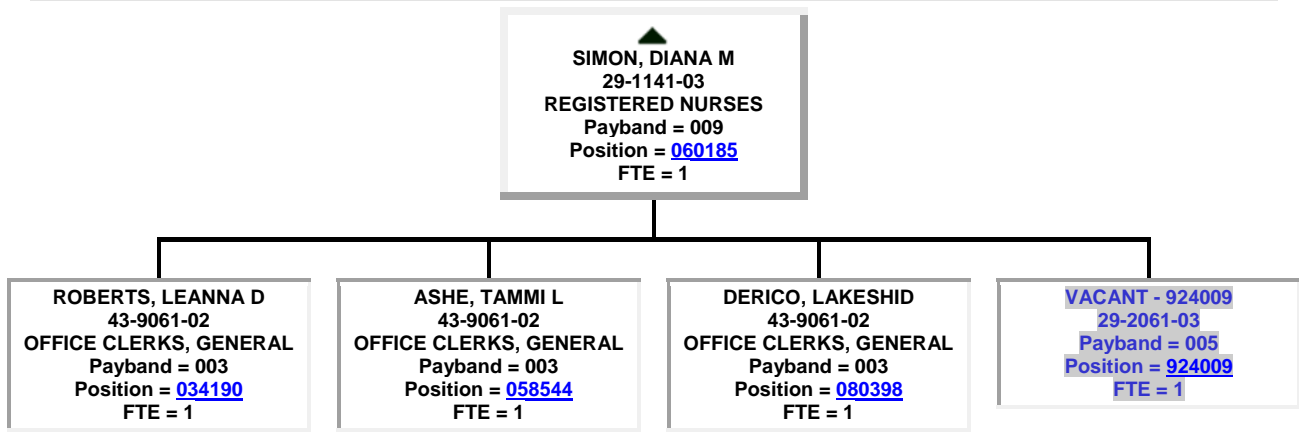 SIMON, DIANA M
29-1141-03
REGISTERED NURSES
Payband = 009
Position = 060185
FTE = 1
ROBERTS, LEANNA D
43-9061-02
OFFICE CLERKS, GENERAL
Payband = 003
Position = 034190
FTE = 1
ASHE, TAMMI L
43-9061-02
OFFICE CLERKS, GENERAL
Payband = 003
Position = 058544
FTE = 1
DERICO, LAKESHID
43-9061-02
OFFICE CLERKS, GENERAL
Payband = 003
Position = 080398
FTE = 1
VACANT - 924009
29-2061-03
Payband = 005
Position = 924009
FTE = 1